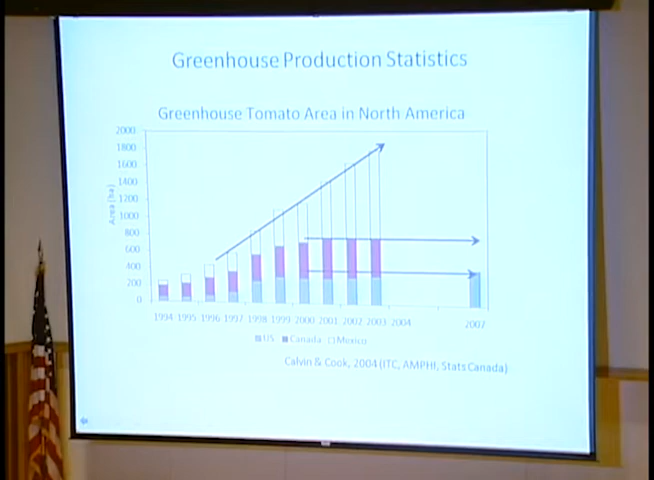 Greenhouse Production Statistics
Greenhouse Tomato Area in North America
2000
1800
1600
1400
1200
1000
800
600
400
200
0
Area (ha)
1994 1995 1996 1997 1998 1999 2000 2001 2002 2003 2004 2007
US Canada Mexico
Calvin & Cook, 2004 (ITC, AMPHI, Stats Canada)